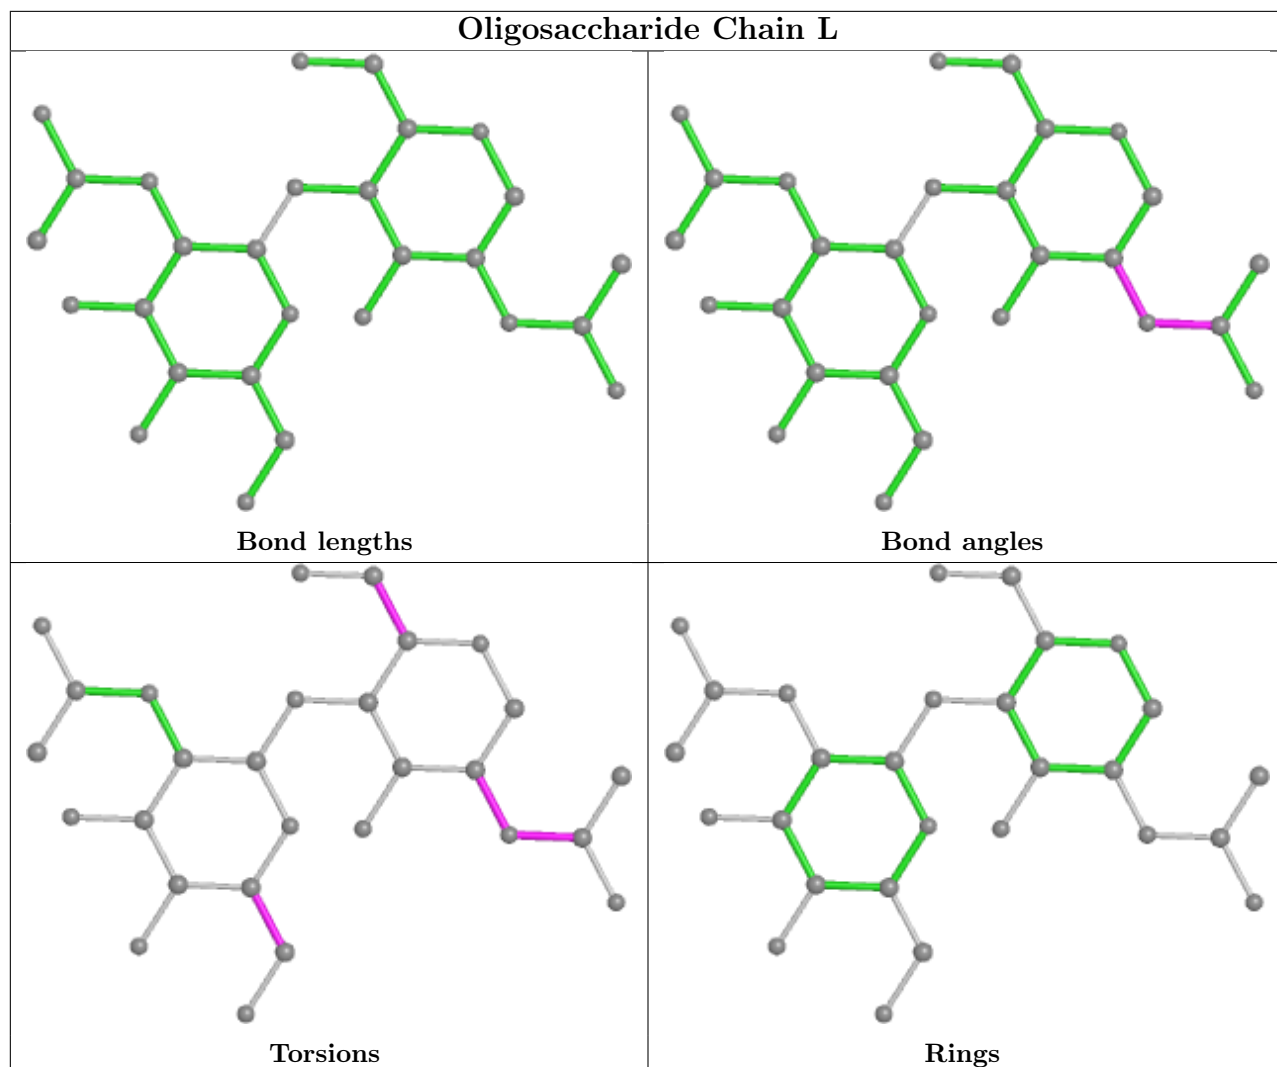 Oligosaccharide Chain L
Bond lengths
Bond angles
Torsions
Rings